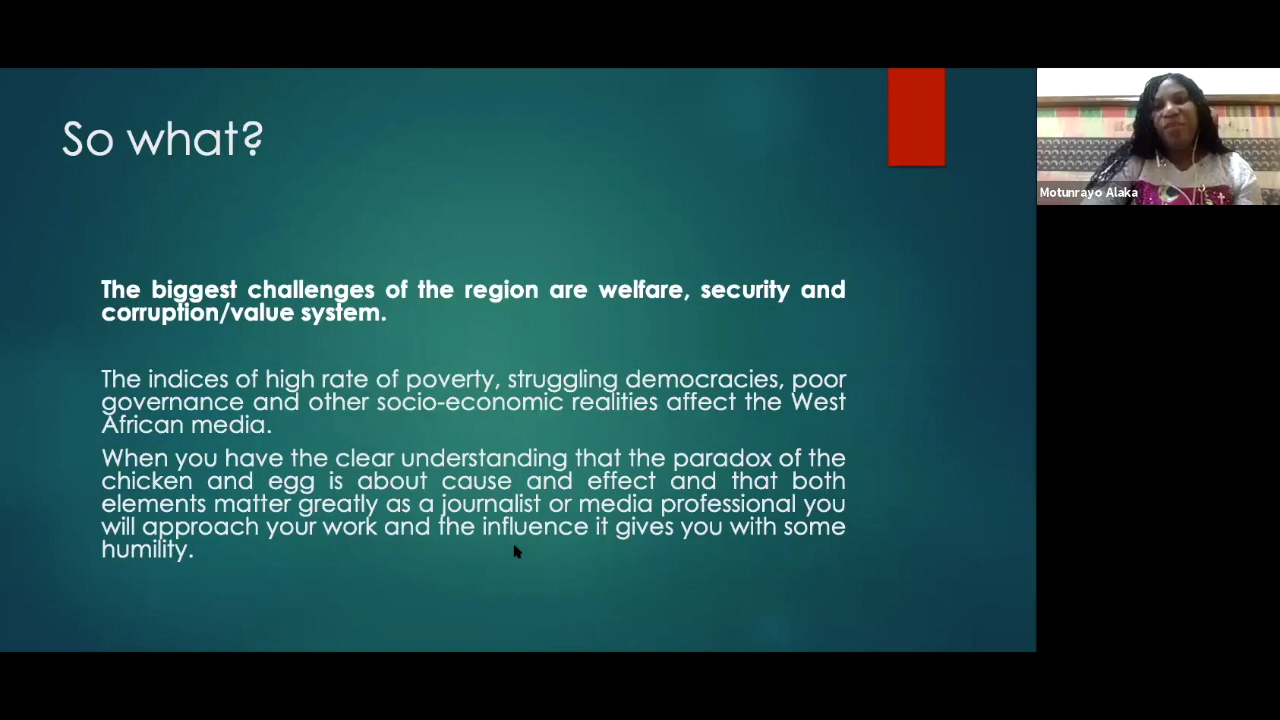 So what?
The biggest challenges of the region are welfare, security and
corruption/value system.
The indices of high rate of poverty, struggling democracies, poor
governance and other socio-economic realities affect the West
African media.
When you have the clear understanding that the paradox of the
chicken and egg is about cause and effect and that both
elements matter greatly as a journalist or media professional you
will approach your work and the influence it gives you with some
humility.
Motunrayo Alaka